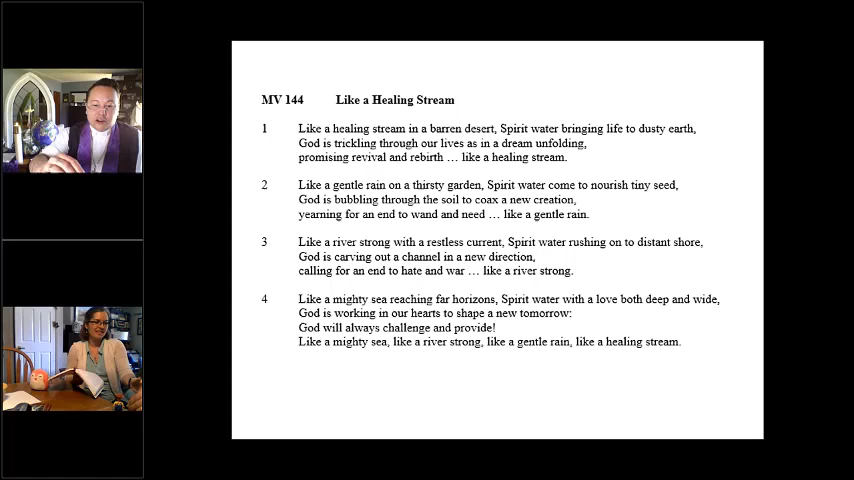 MV 144 Like a Healing Stream
1 Like a healing stream in a barren desert, Spirit water bringing life to dusty earth,
God is trickling through our lives as in a dream unfolding,
promising revival and rebirth … like a healing stream.
2 Like a gentle rain on a thirsty garden, Spirit water come to nourish tiny seed,
God is bubbling through the soil to coax a new creation,
yearning for an end to wand and need … like a gentle rain.
3 Like a river strong with a restless current, Spirit water rushing on to distant shore,
God is carving out a channel in a new direction,
calling for an end to hate and war … like a river strong.
4 Like a mighty sea reaching far horizons, Spirit water with a love both deep and wide,
God is working in our hearts to shape a new tomorrow:
God will always challenge and provide!
Like a mighty sea, like a river strong, like a gentle rain, like a healing stream.